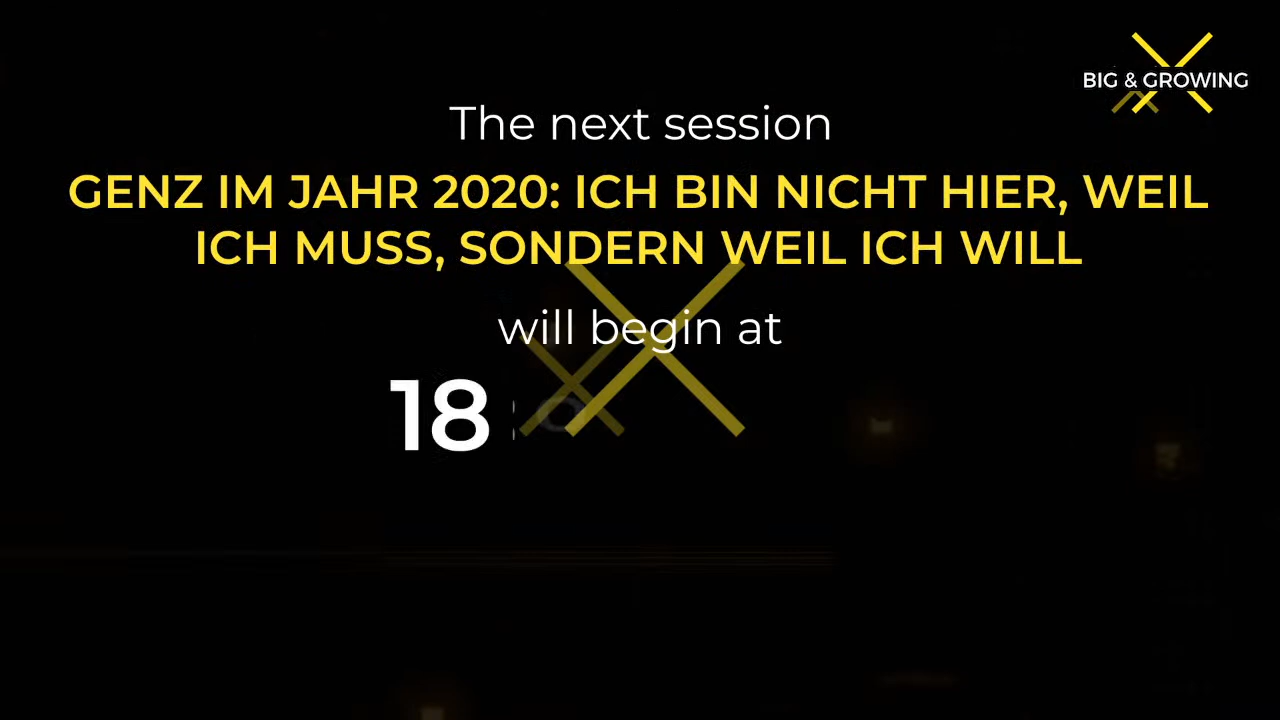 BIG & GROWING
The next session
GENZ IM JAHR 2020: ICH BIN NICHT HIER, WEIL
ICH MUSS, SONDERN WEIL ICH WILL
will begin at
18